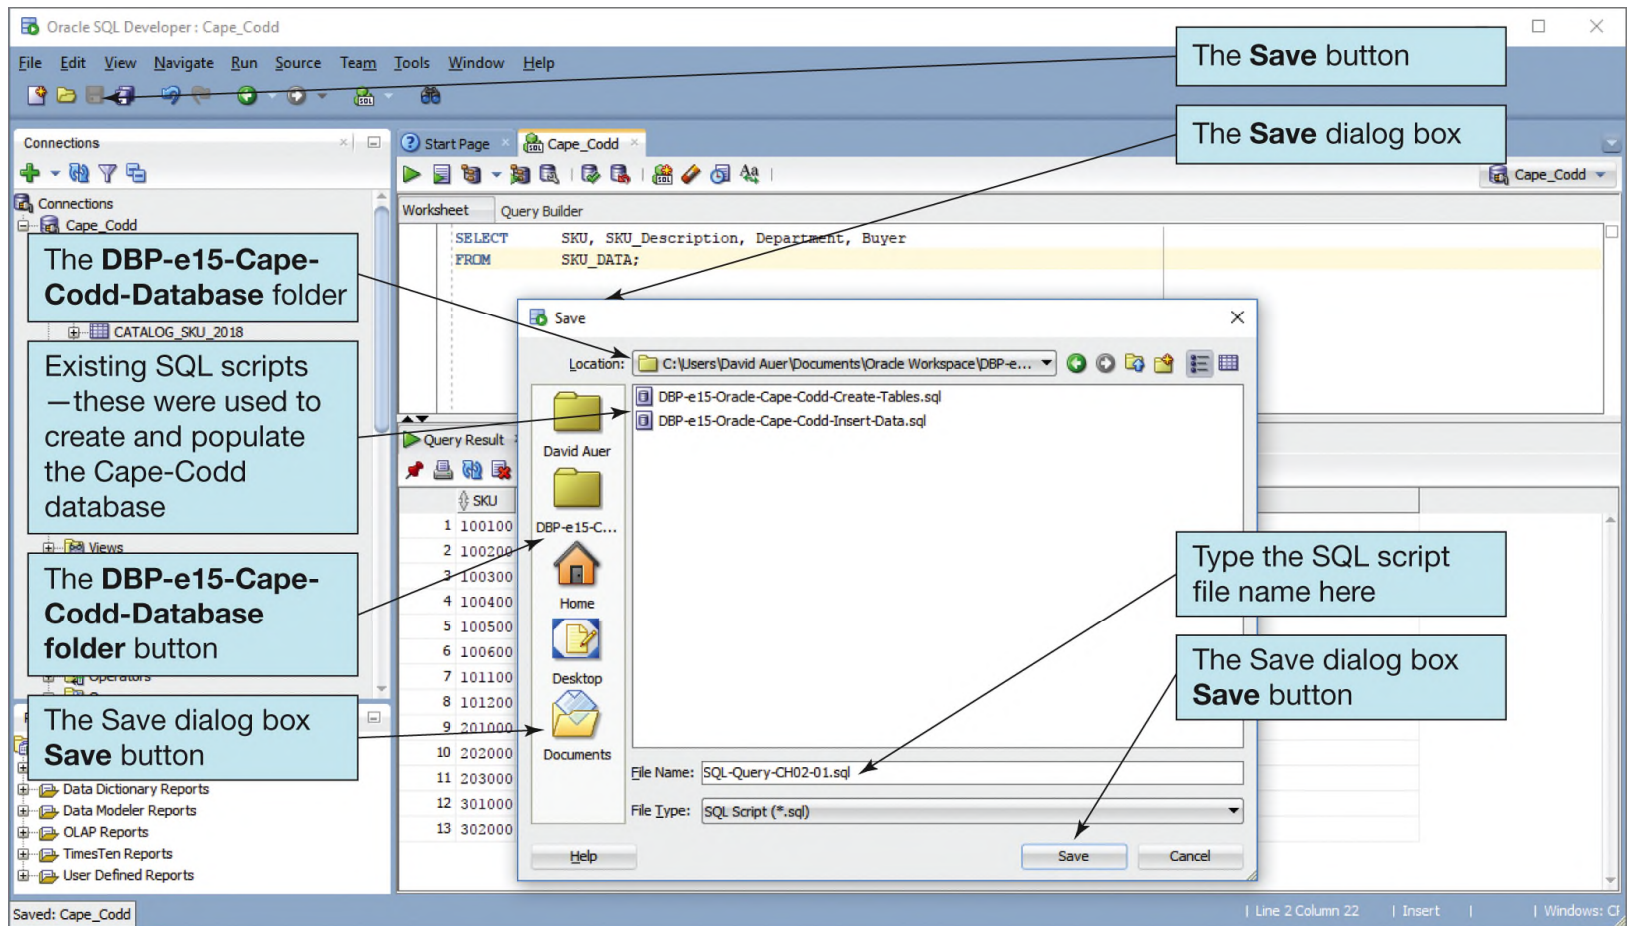 Oracle SQL Developer : Cape_Codd
File Edit View Navigate Run Source Team Tools Window Help
The Save button
The Save dialog box
Connections
Start Page
Cape_Codd
Cape_Codd
Connections
Cape_Codd
Worksheet Query Builder
SELECT SKU, SKU_Description, Department, Buyer
FROM SKU_DATA;
The DBP-e15-Cape-
Codd-Database folder
CATALOG_SKU_2018
Existing SQL scripts
—these were used to
create and populate
the Cape-Codd
database
Views
The DBP-e15-Cape-
Codd-Database
folder button
Operators
The Save dialog box
Save button
Data Dictionary Reports
Data Modeler Reports
OLAP Reports
TimesTen Reports
User Defined Reports
Query Result
SKU
1 100100
2 100200
3 100300
4 100400
5 100500
6 100600
7 101100
8 101200
9 201000
10 202000
11 203000
12 301000
13 302000
Save
Location: C:\Users\David Auer\Documents\Oracle Workspace\DBP-e...
DBP-e15-Oracle-Cape-Codd-Create-Tables.sql
DBP-e15-Oracle-Cape-Codd-Insert-Data.sql
David Auer
DBP-e15-C...
Home
Desktop
Documents
File Name: SQL-Query-CH02-01.sql
File Type: SQL Script (*.sql)
Help Save Cancel
Type the SQL script
file name here
The Save dialog box
Save button
Saved: Cape_Codd
| Line 2 Column 22 | Insert | | Windows: